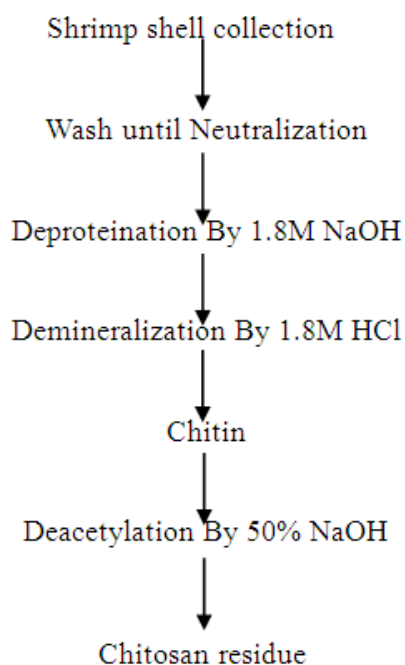 Shrimp shell collection
Wash until Neutralization
Deproteination By 1.8M NaOH
Demineralization By 1.8M HCl
Chitin
Deacetylation By 50% NaOH
Chitosan residue